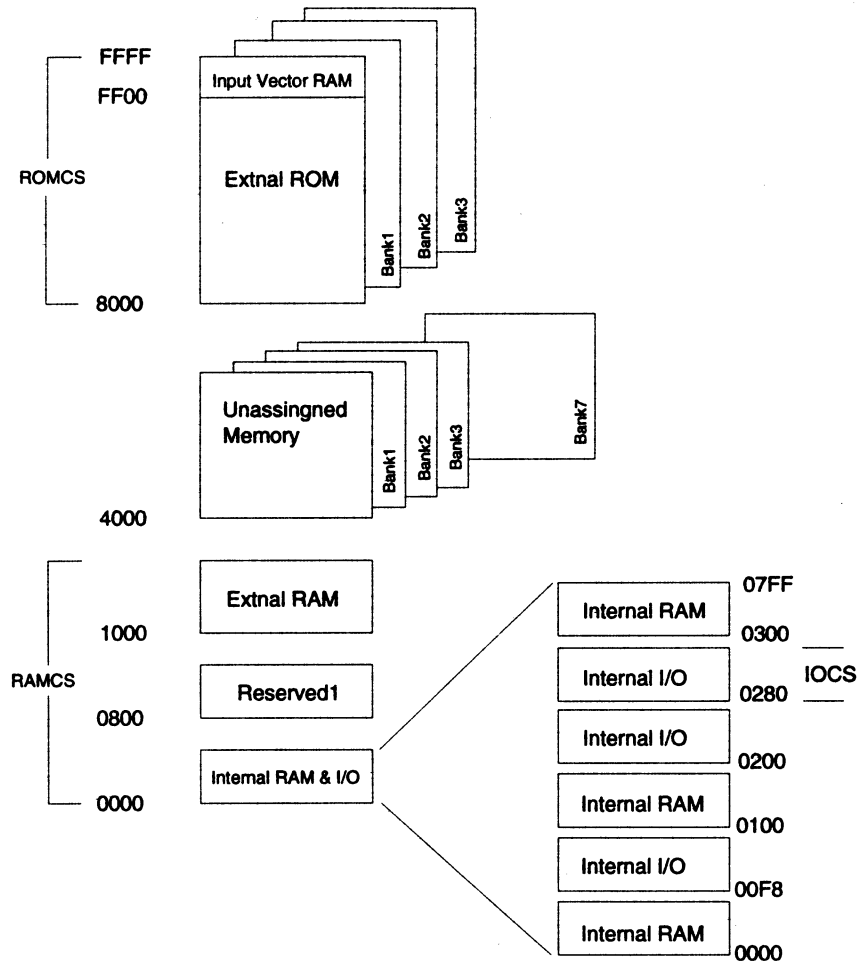 FFFF
Input Vector RAM
FF00
ROMCS
Extnal ROM
Bank1
Bank2
Bank3
8000
Unassingned
Memory
Bank1
Bank2
Bank3
Bank7
4000
Extnal RAM
1000
RAMCS
Reserved1
0800
Internal RAM & I/O
0000
07FF
Internal RAM
0300
Internal I/O
IOCS
0280
Internal I/O
0200
Internal RAM
0100
Internal I/O
00F8
Internal RAM
0000